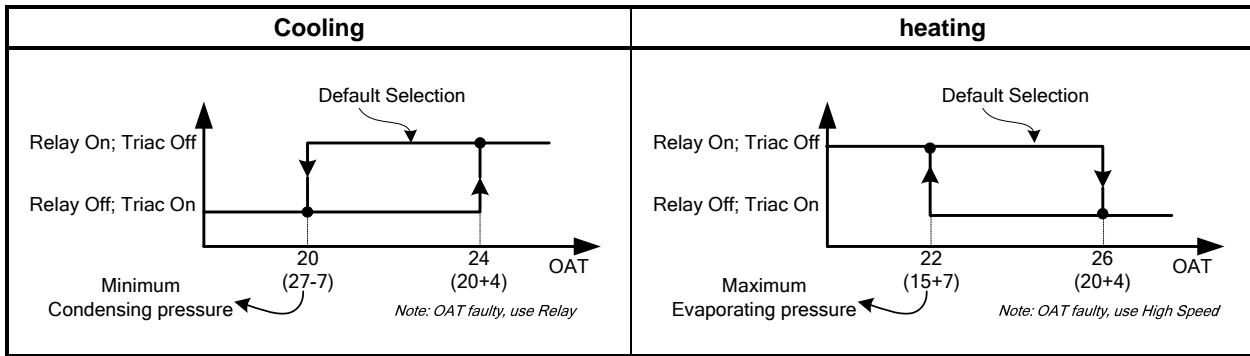 Cooling
heating
Default Selection
Relay On; Triac Off
Relay Off; Triac On
20
24
OAT
(27-7)
(20+4)
Minimum
Condensing pressure
Note: OAT faulty, use Relay
Default Selection
Relay On; Triac Off
Relay Off; Triac On
22
26
OAT
(15+7)
(20+4)
Maximum
Evaporating pressure
Note: OAT faulty, use High Speed